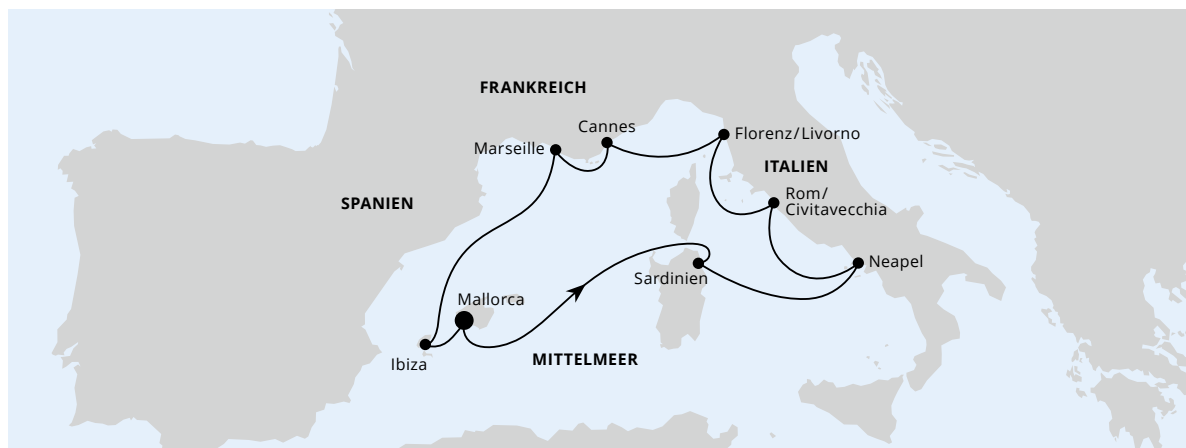 FRANKREICH
Cannes
Marseille
Florenz/Livorno
ITALIEN
Rom/
Civitavecchia
SPANIEN
Neapel
Sardinien
Mallorca
Ibiza
MITTELMEER